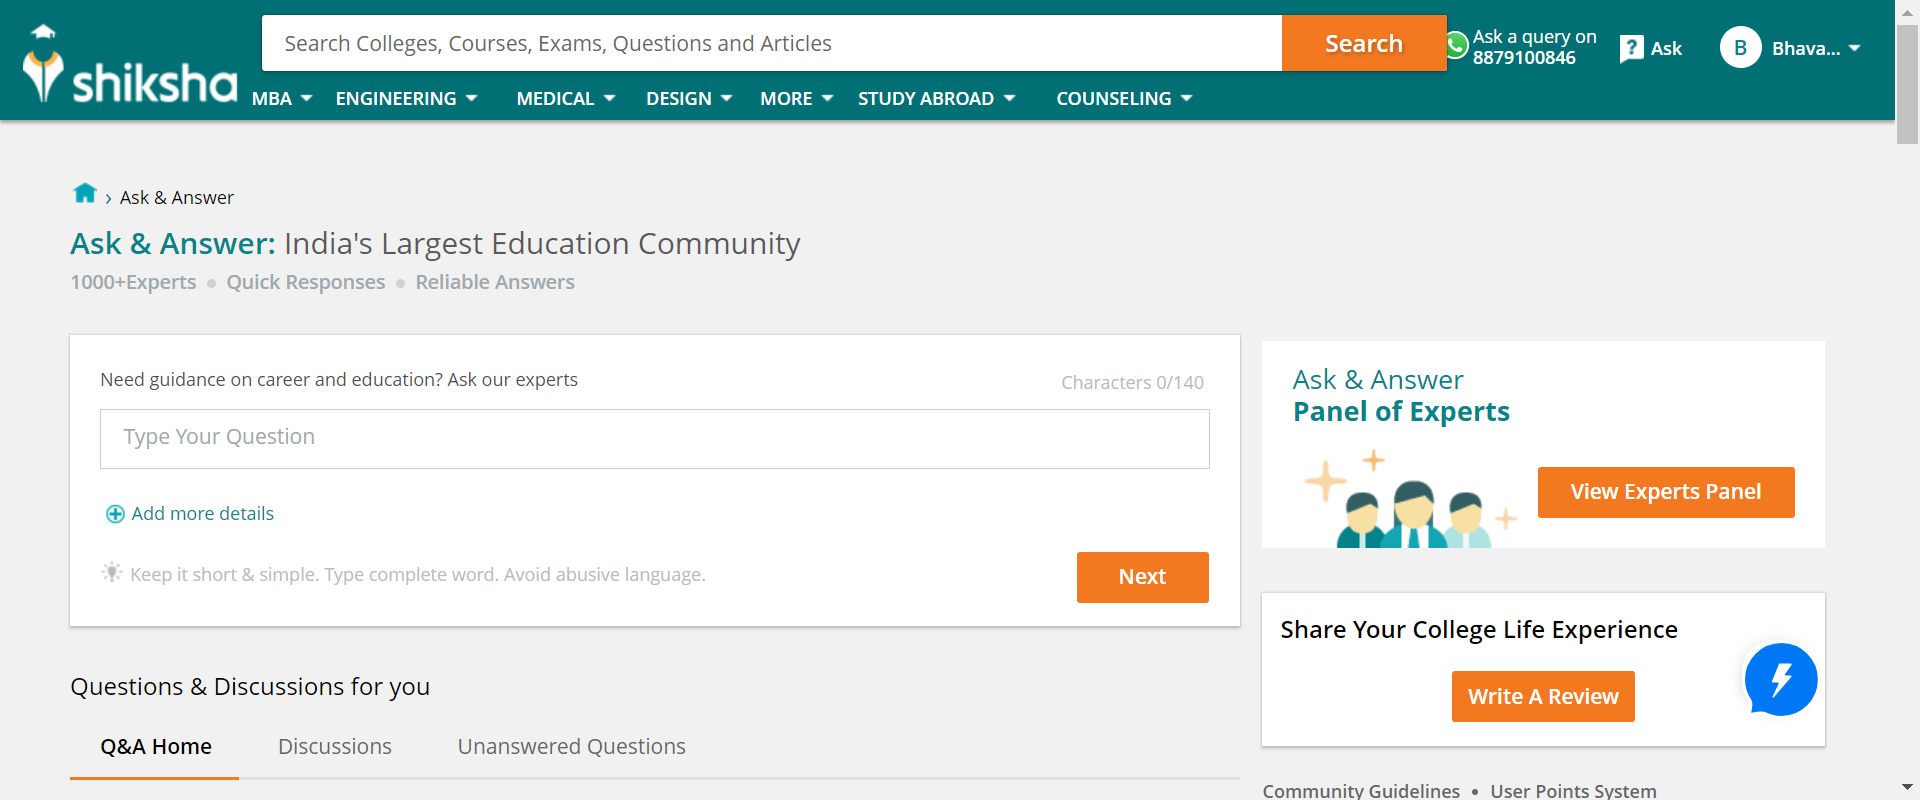 shiksha
Search Colleges, Courses, Exams, Questions and Articles
Search
Ask a query on
8879100846
? Ask
B Bhava...
MBA ENGINEERING MEDICAL DESIGN MORE STUDY ABROAD COUNSELING
› Ask & Answer
Ask & Answer: India's Largest Education Community
1000+Experts • Quick Responses • Reliable Answers
Need guidance on career and education? Ask our experts
Characters 0/140
Type Your Question
Add more details
Keep it short & simple. Type complete word. Avoid abusive language.
Next
Ask & Answer
Panel of Experts
View Experts Panel
Share Your College Life Experience
Write A Review
Questions & Discussions for you
Q&A Home Discussions Unanswered Questions
Community Guidelines • User Points System